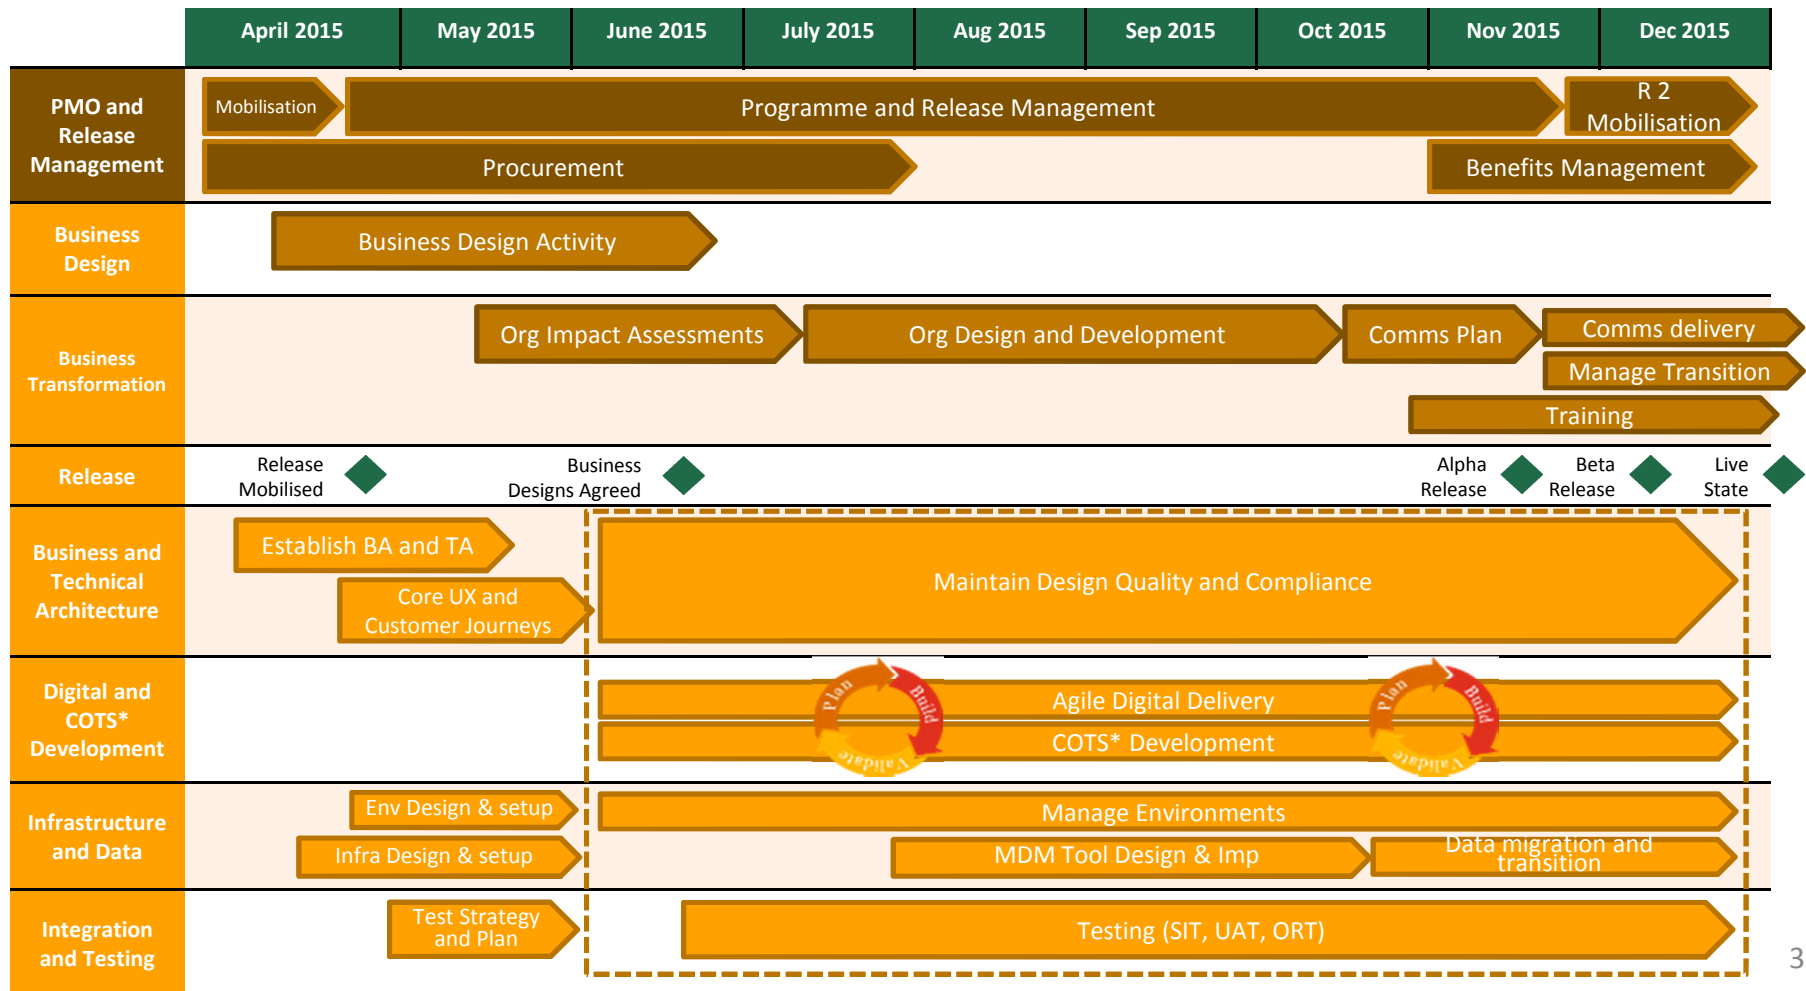 April 2015
May 2015
June 2015
July 2015
Aug 2015
Sep 2015
Oct 2015
Nov 2015
Dec 2015
PMO and
Release
Management
Mobilisation
Programme and Release Management
R 2
Mobilisation
Procurement
Benefits Management
Business
Design
Business Design Activity
Business
Transformation
Org Impact Assessments
Org Design and Development
Comms Plan
Comms delivery
Manage Transition
Training
Release
Release
Mobilised
Business
Designs Agreed
Alpha
Release
Beta
Release
Live
State
Business and
Technical
Architecture
Establish BA and TA
Core UX and
Customer Journeys
Maintain Design Quality and Compliance
Digital and
COTS*
Development
Agile Digital Delivery
COTS* Development
Plan
Build
Validate
Plan
Build
Validate
Infrastructure
and Data
Env Design & setup
Manage Environments
Infra Design & setup
MDM Tool Design & Imp
Data migration and
transition
Integration
and Testing
Test Strategy
and Plan
Testing (SIT, UAT, ORT)
3